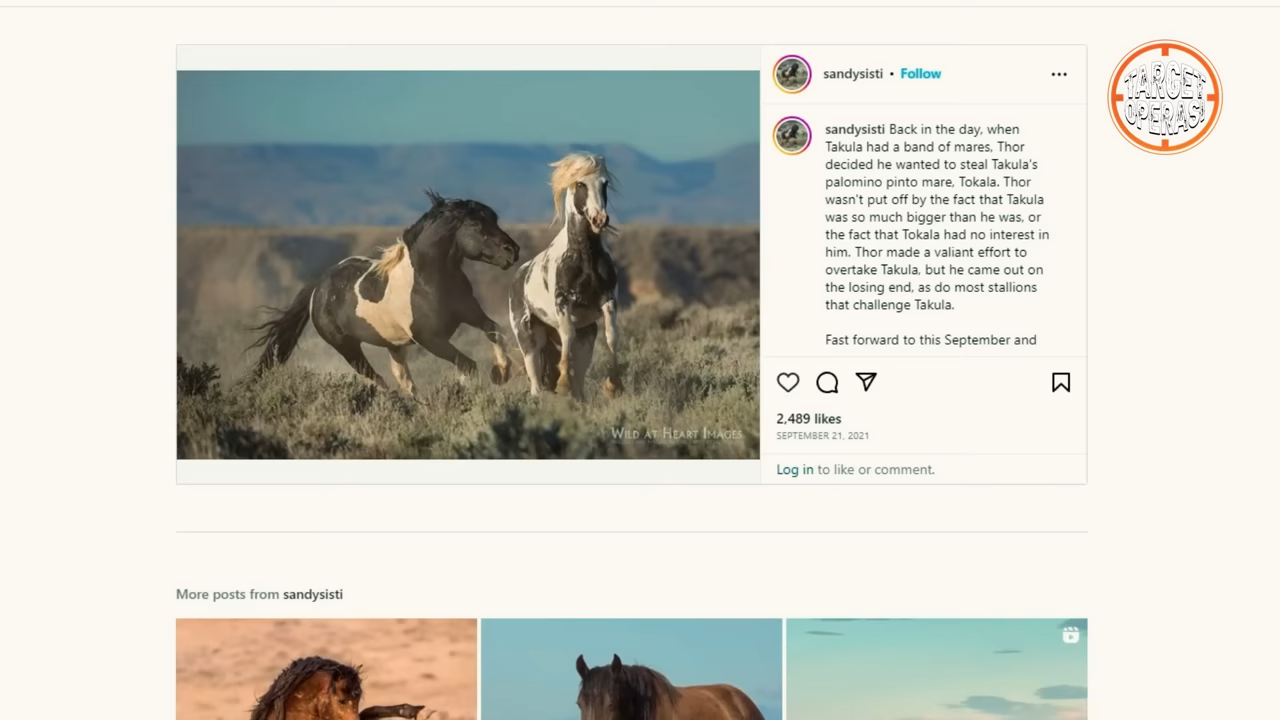 sandysisti • Follow
TARGET
OPERAS!
sandysisti Back in the day, when
Takula had a band of mares, Thor
decided he wanted to steal Takula's
palomino pinto mare, Tokala. Thor
wasn't put off by the fact that Takula
was so much bigger than he was, or
the fact that Tokala had no interest in
him. Thor made a valiant effort to
overtake Takula, but he came out on
the losing end, as do most stallions
that challenge Takula.
Fast forward to this September and
WILD AT HEART IMAGES
2,489 likes
SEPTEMBER 21, 2021
Log in to like or comment.
More posts from sandysisti